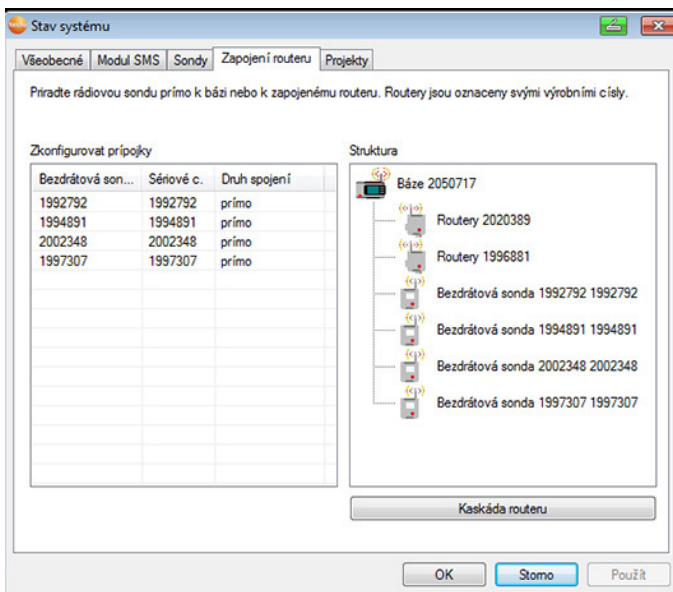 Stav systému
Všeobecné Modul SMS Sondy Zapojení routeru Projekty
Priradte rádiovou sondu prímo k bázi nebo k zapojenému routeru. Routery jsou oznaceny svými výrobními císly.
Zkonfigurovat prípojky
Bezdrátová son... Sériové c. Druh spojení
1992792 1992792 prímo
1994891 1994891 prímo
2002348 2002348 prímo
1997307 1997307 prímo
Struktura
Báze 2050717
Routery 2020389
Routery 1996881
Bezdrátová sonda 1992792 1992792
Bezdrátová sonda 1994891 1994891
Bezdrátová sonda 2002348 2002348
Bezdrátová sonda 1997307 1997307
Kaskáda routeru
OK Storno Použít